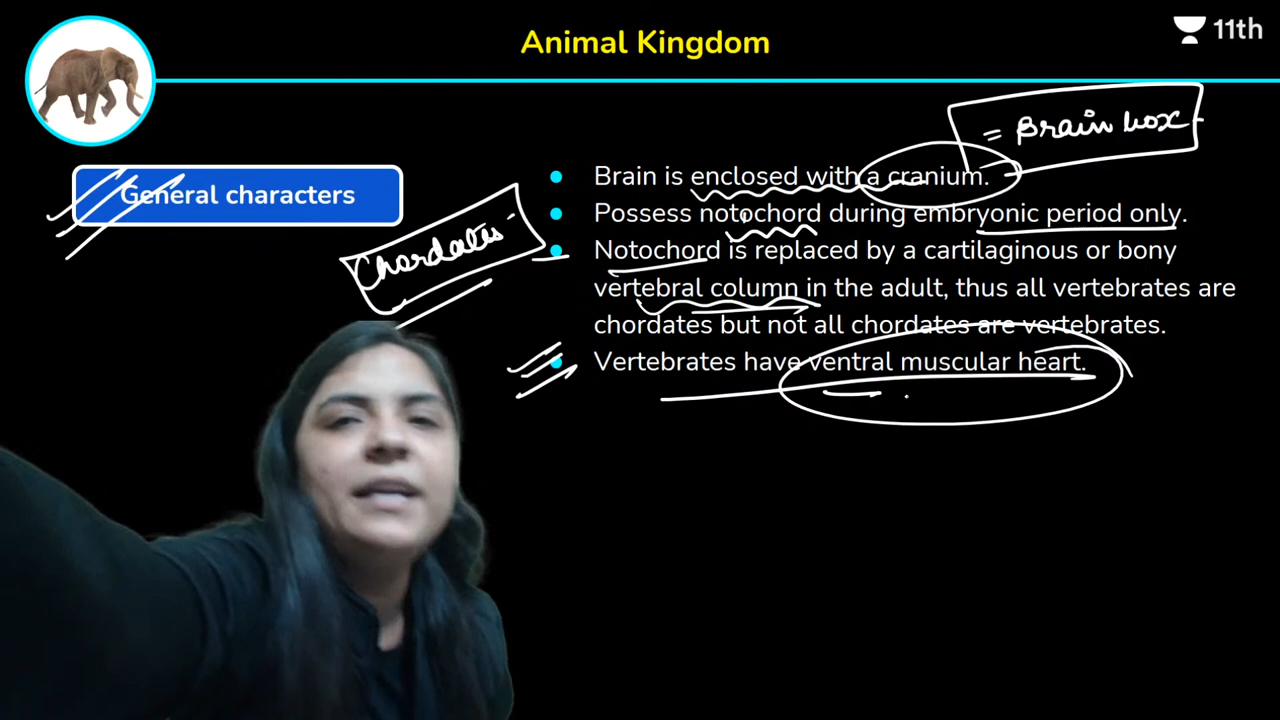 Animal Kingdom
11th
= Brain box
General characters
Brain is enclosed with a cranium.
Possess notochord during embryonic period only.
Chordates
Notochord is replaced by a cartilaginous or bony
vertebral column in the adult, thus all vertebrates are
chordates but not all chordates are vertebrates.
Vertebrates have ventral muscular heart.